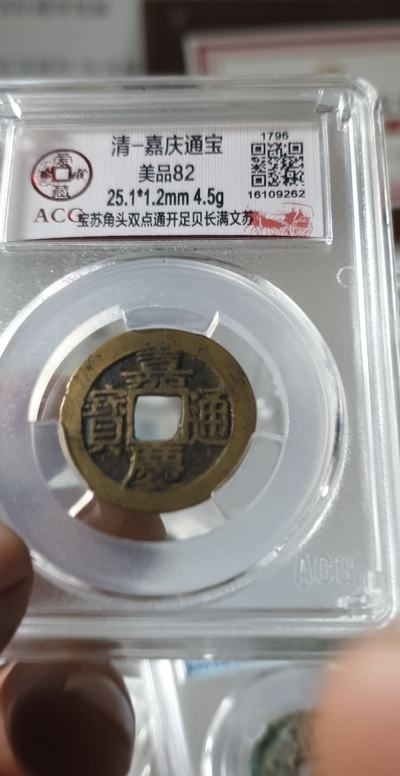 清-嘉庆通宝
1796
美品82
25.1*1.2mm 4.5g
16109262
ACG
宝苏角头双点通开足贝长满文苏
嘉
寶 通
慶
ACG